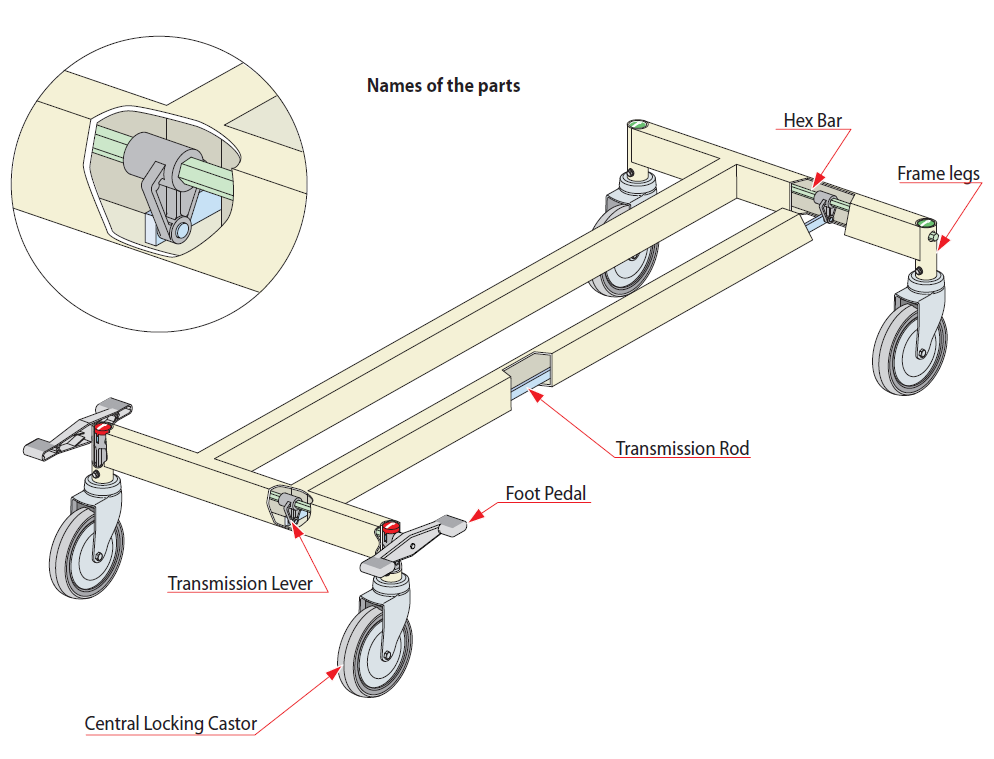 Names of the parts
Hex Bar
Frame legs
Transmission Rod
Foot Pedal
Transmission Lever
Central Locking Castor